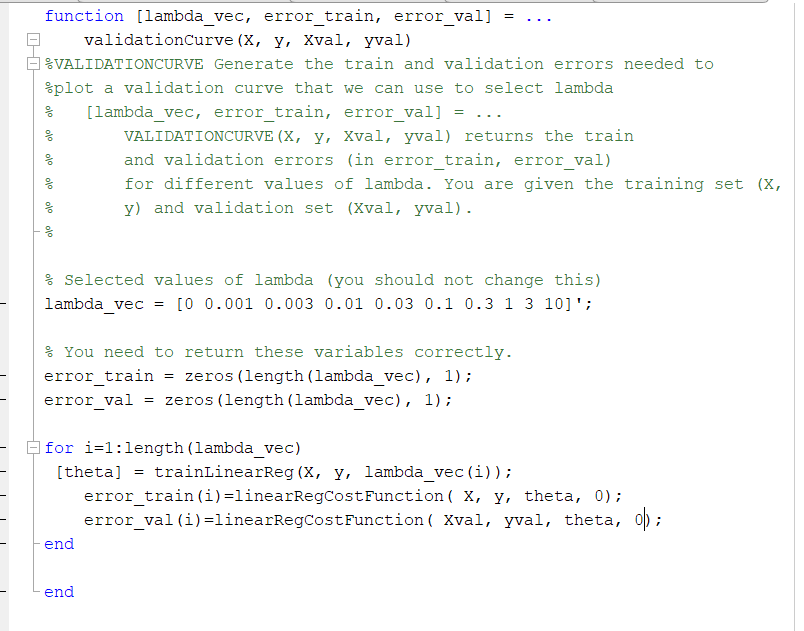 function [lambda_vec, error_train, error_val] = ...
    validationCurve(X, y, Xval, yval)
%VALIDATIONCURVE Generate the train and validation errors needed to
%plot a validation curve that we can use to select lambda
%   [lambda_vec, error_train, error_val] = ...
%       VALIDATIONCURVE(X, y, Xval, yval) returns the train
%       and validation errors (in error_train, error_val)
%       for different values of lambda. You are given the training set (X,
%       y) and validation set (Xval, yval).
%
% Selected values of lambda (you should not change this)
lambda_vec = [0 0.001 0.003 0.01 0.03 0.1 0.3 1 3 10]';
% You need to return these variables correctly.
error_train = zeros(length(lambda_vec), 1);
error_val = zeros(length(lambda_vec), 1);
for i=1:length(lambda_vec)
 [theta] = trainLinearReg(X, y, lambda_vec(i));
    error_train(i)=linearRegCostFunction( X, y, theta, 0);
    error_val(i)=linearRegCostFunction( Xval, yval, theta, 0);
end
end